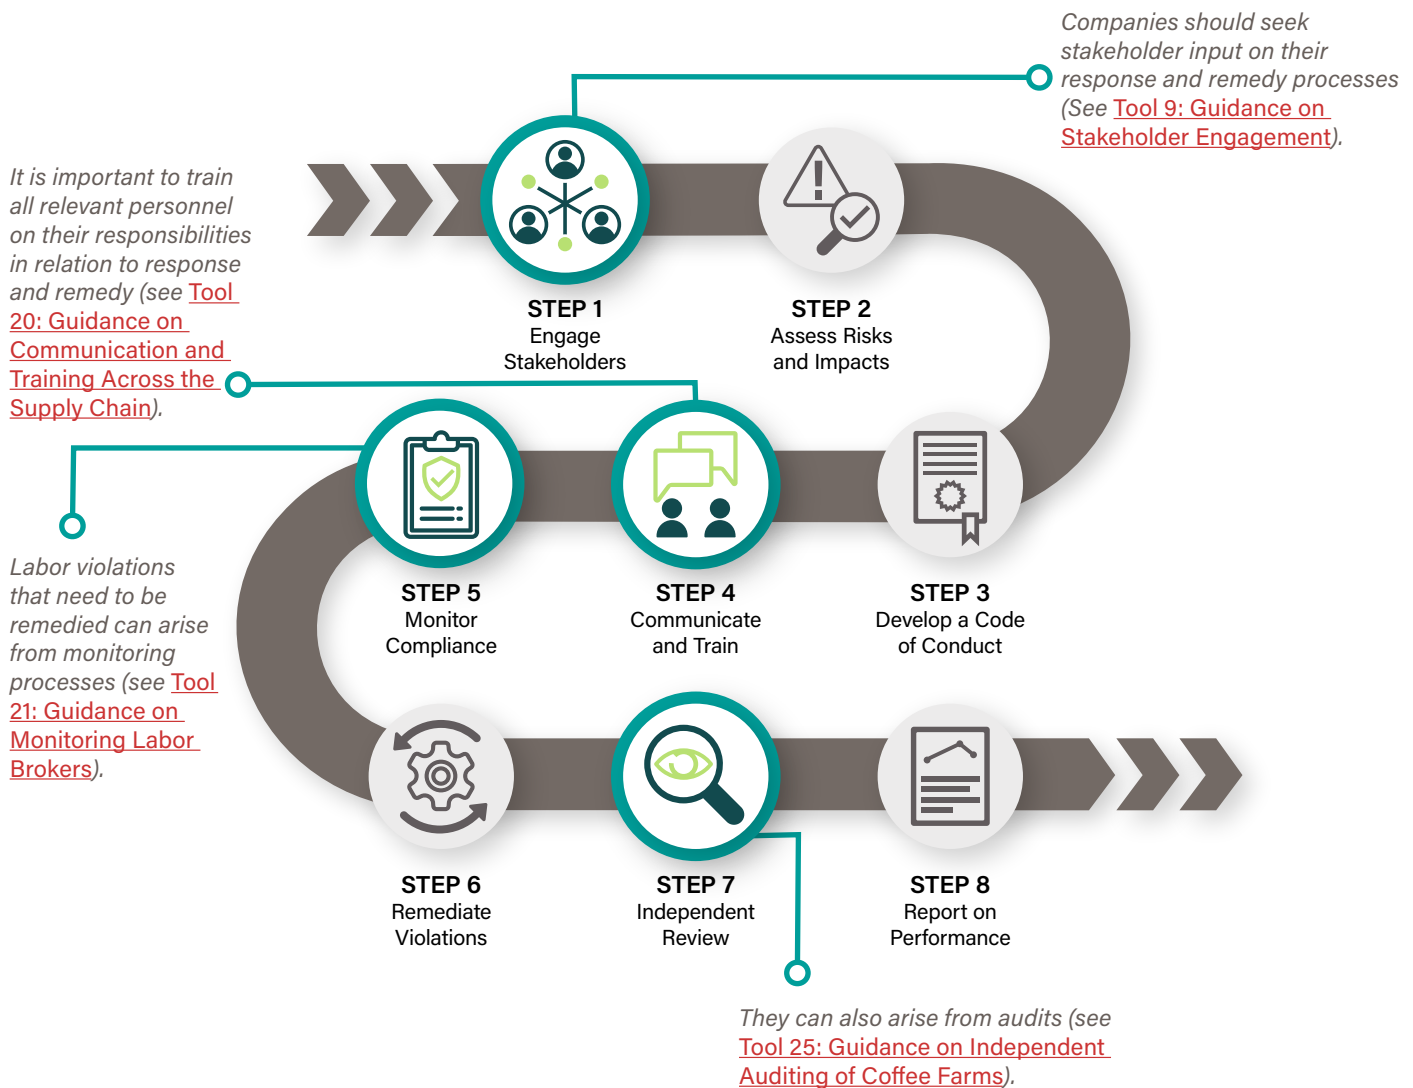 Companies should seek
stakeholder input on their
response and remedy processes
(See Tool 9: Guidance on
Stakeholder Engagement).
It is important to train
all relevant personnel
on their responsibilities
in relation to response
and remedy (see Tool
20: Guidance on
Communication and
Training Across the
Supply Chain).
STEP 1
Engage
Stakeholders
STEP 2
Assess Risks
and Impacts
STEP 5
Monitor
Compliance
STEP 4
Communicate
and Train
STEP 3
Develop a Code
of Conduct
Labor violations
that need to be
remedied can arise
from monitoring
processes (see Tool
21: Guidance on
Monitoring Labor
Brokers).
STEP 6
Remediate
Violations
STEP 7
Independent
Review
STEP 8
Report on
Performance
They can also arise from audits (see
Tool 25: Guidance on Independent
Auditing of Coffee Farms).